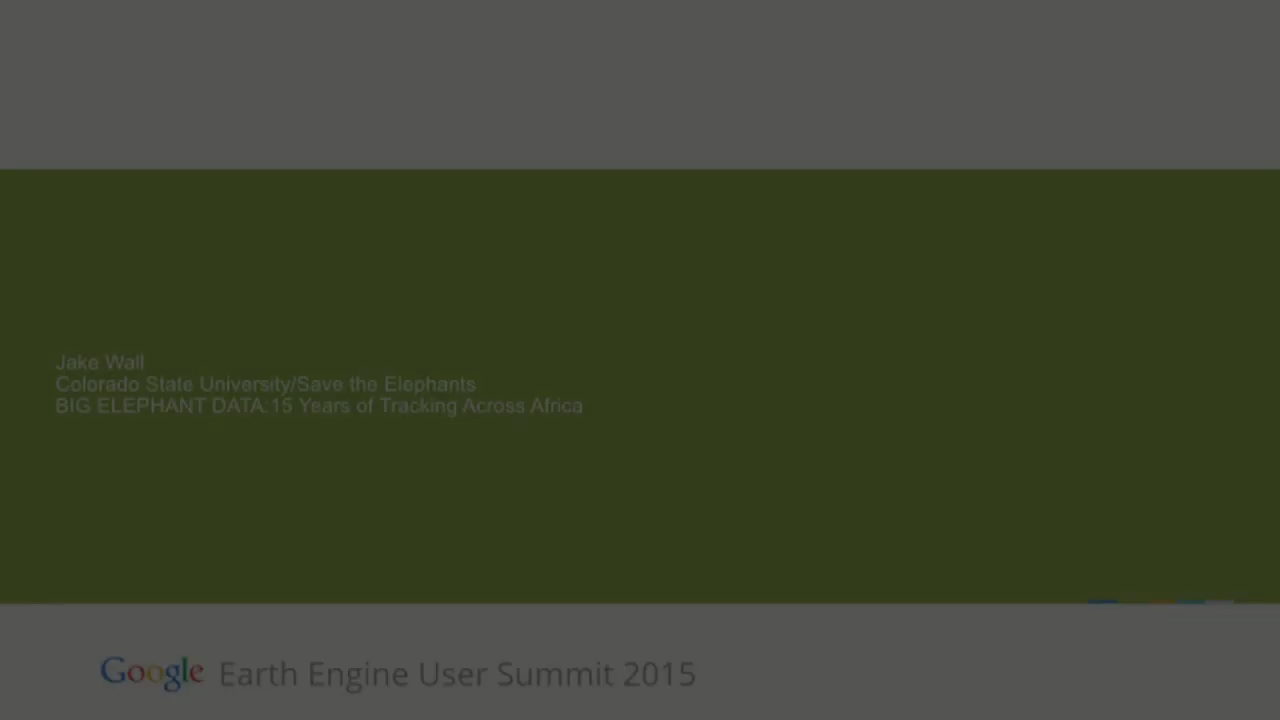 Jake Wall
Colorado State University/Save the Elephants
BIG ELEPHANT DATA:15 Years of Tracking Across Africa
Google Earth Engine User Summit 2015